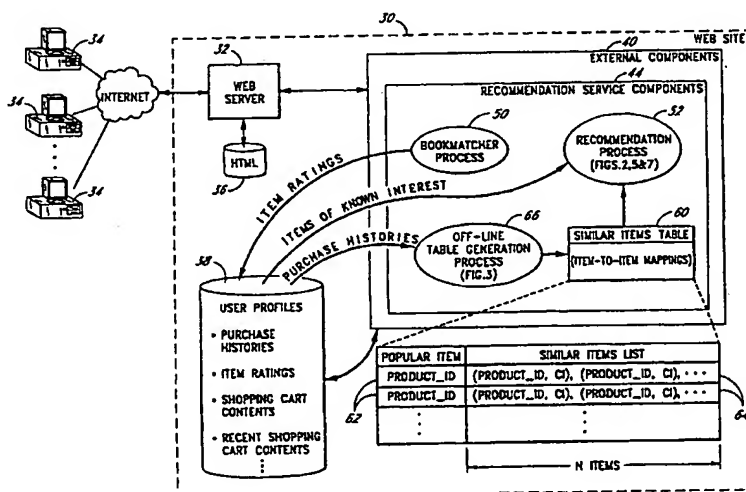 30
WEB SITE
34
32
WEB
SERVER
INTERNET
34
34
HTML
36
40
EXTERNAL COMPONENTS
44
RECOMMENDATION SERVICE COMPONENTS
50
BOOKMATCHER
PROCESS
52
RECOMMENDATION
PROCESS
(FIGS.2,5&7)
ITEM RATINGS
ITEMS OF KNOWN INTEREST
PURCHASE HISTORIES
66
OFF-LINE
TABLE GENERATION
PROCESS
(FIG.3)
60
SIMILAR ITEMS TABLE
(ITEM-TO-ITEM MAPPINGS)
38
USER PROFILES
• PURCHASE
HISTORIES
• ITEM RATINGS
• SHOPPING CART
CONTENTS
• RECENT SHOPPING
CART CONTENTS
POPULAR ITEM
SIMILAR ITEMS LIST
PRODUCT_ID
(PRODUCT_ID, CI), (PRODUCT_ID, CI), ...
PRODUCT_ID
(PRODUCT_ID, CI), (PRODUCT_ID, CI), ...
62
N ITEMS